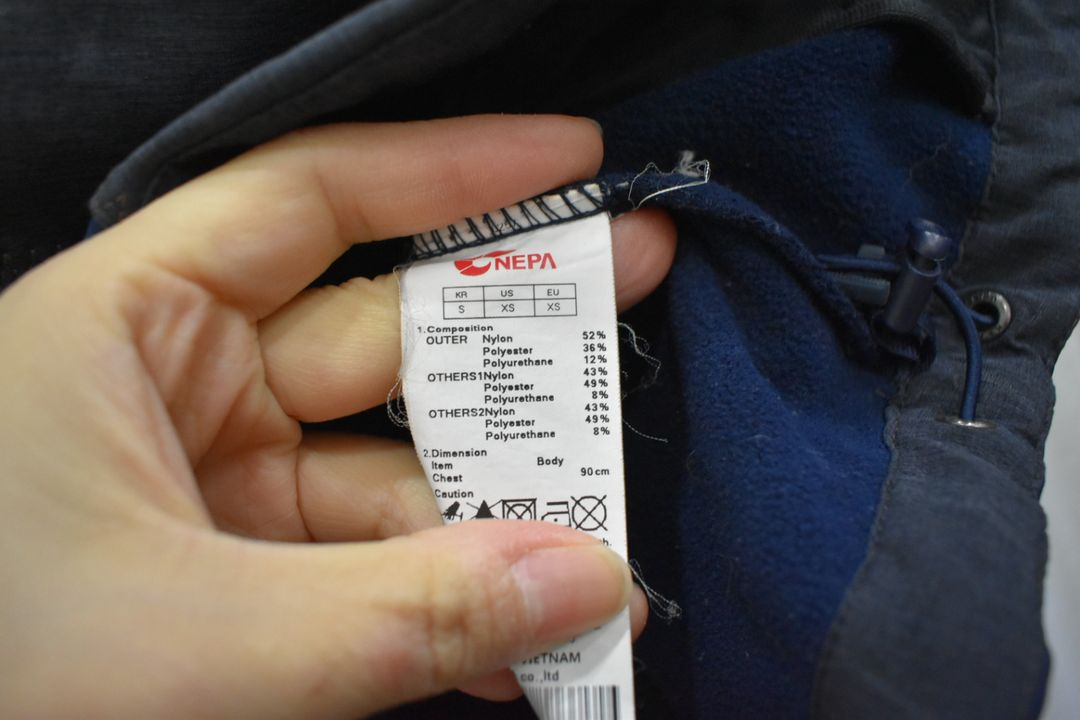 NEPA
KR US EU
S XS XS
1.Composition
OUTER Nylon 52%
Polyester 36%
Polyurethane 12%
OTHERS1Nylon 43%
Polyester 49%
Polyurethane 8%
OTHERS2Nylon 43%
Polyester 49%
Polyurethane 8%
2.Dimension
Item Body
Chest 90cm
Caution
VIETNAM
co.,ltd